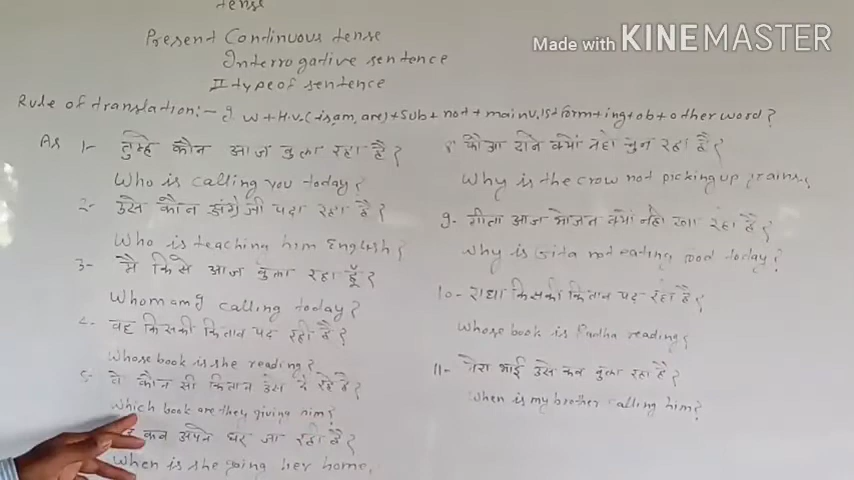 tense
Present Continuous tense
Interrogative sentence
II type of sentence
Made with KINEMASTER
Rule of translation:- W + H.V.(is, am, are) + Sub + not + main v. Ist form + ing + ob + other word?
As 1- तुम्हे कौन आज बुला रहा है?
Who is calling you today?
2- उसे कौन अंग्रेजी पढा रहा है?
Who is teaching him English?
3- मै किसे आज बुला रहा हूँ?
Whom am I calling today?
4- वह किसकी किताब पढ रही है?
Whose book is she reading?
5- वे कौन सी किताब उसे दे रहे है?
Which book are they giving him?
कब अपने घर जा रही है?
When is she going her home,
8 कौआ दाने क्यों नही चुन रहा है?
Why is the crow not picking up grains,
9- गीता आज भोजन क्यों नही खा रहा है?
Why is Gita not eating food today?
10- राधा किसकी किताब पढ रही है?
Whose book is Radha reading?
11- मेरा भाई उसे कब बुला रहा है?
When is my brother calling him?